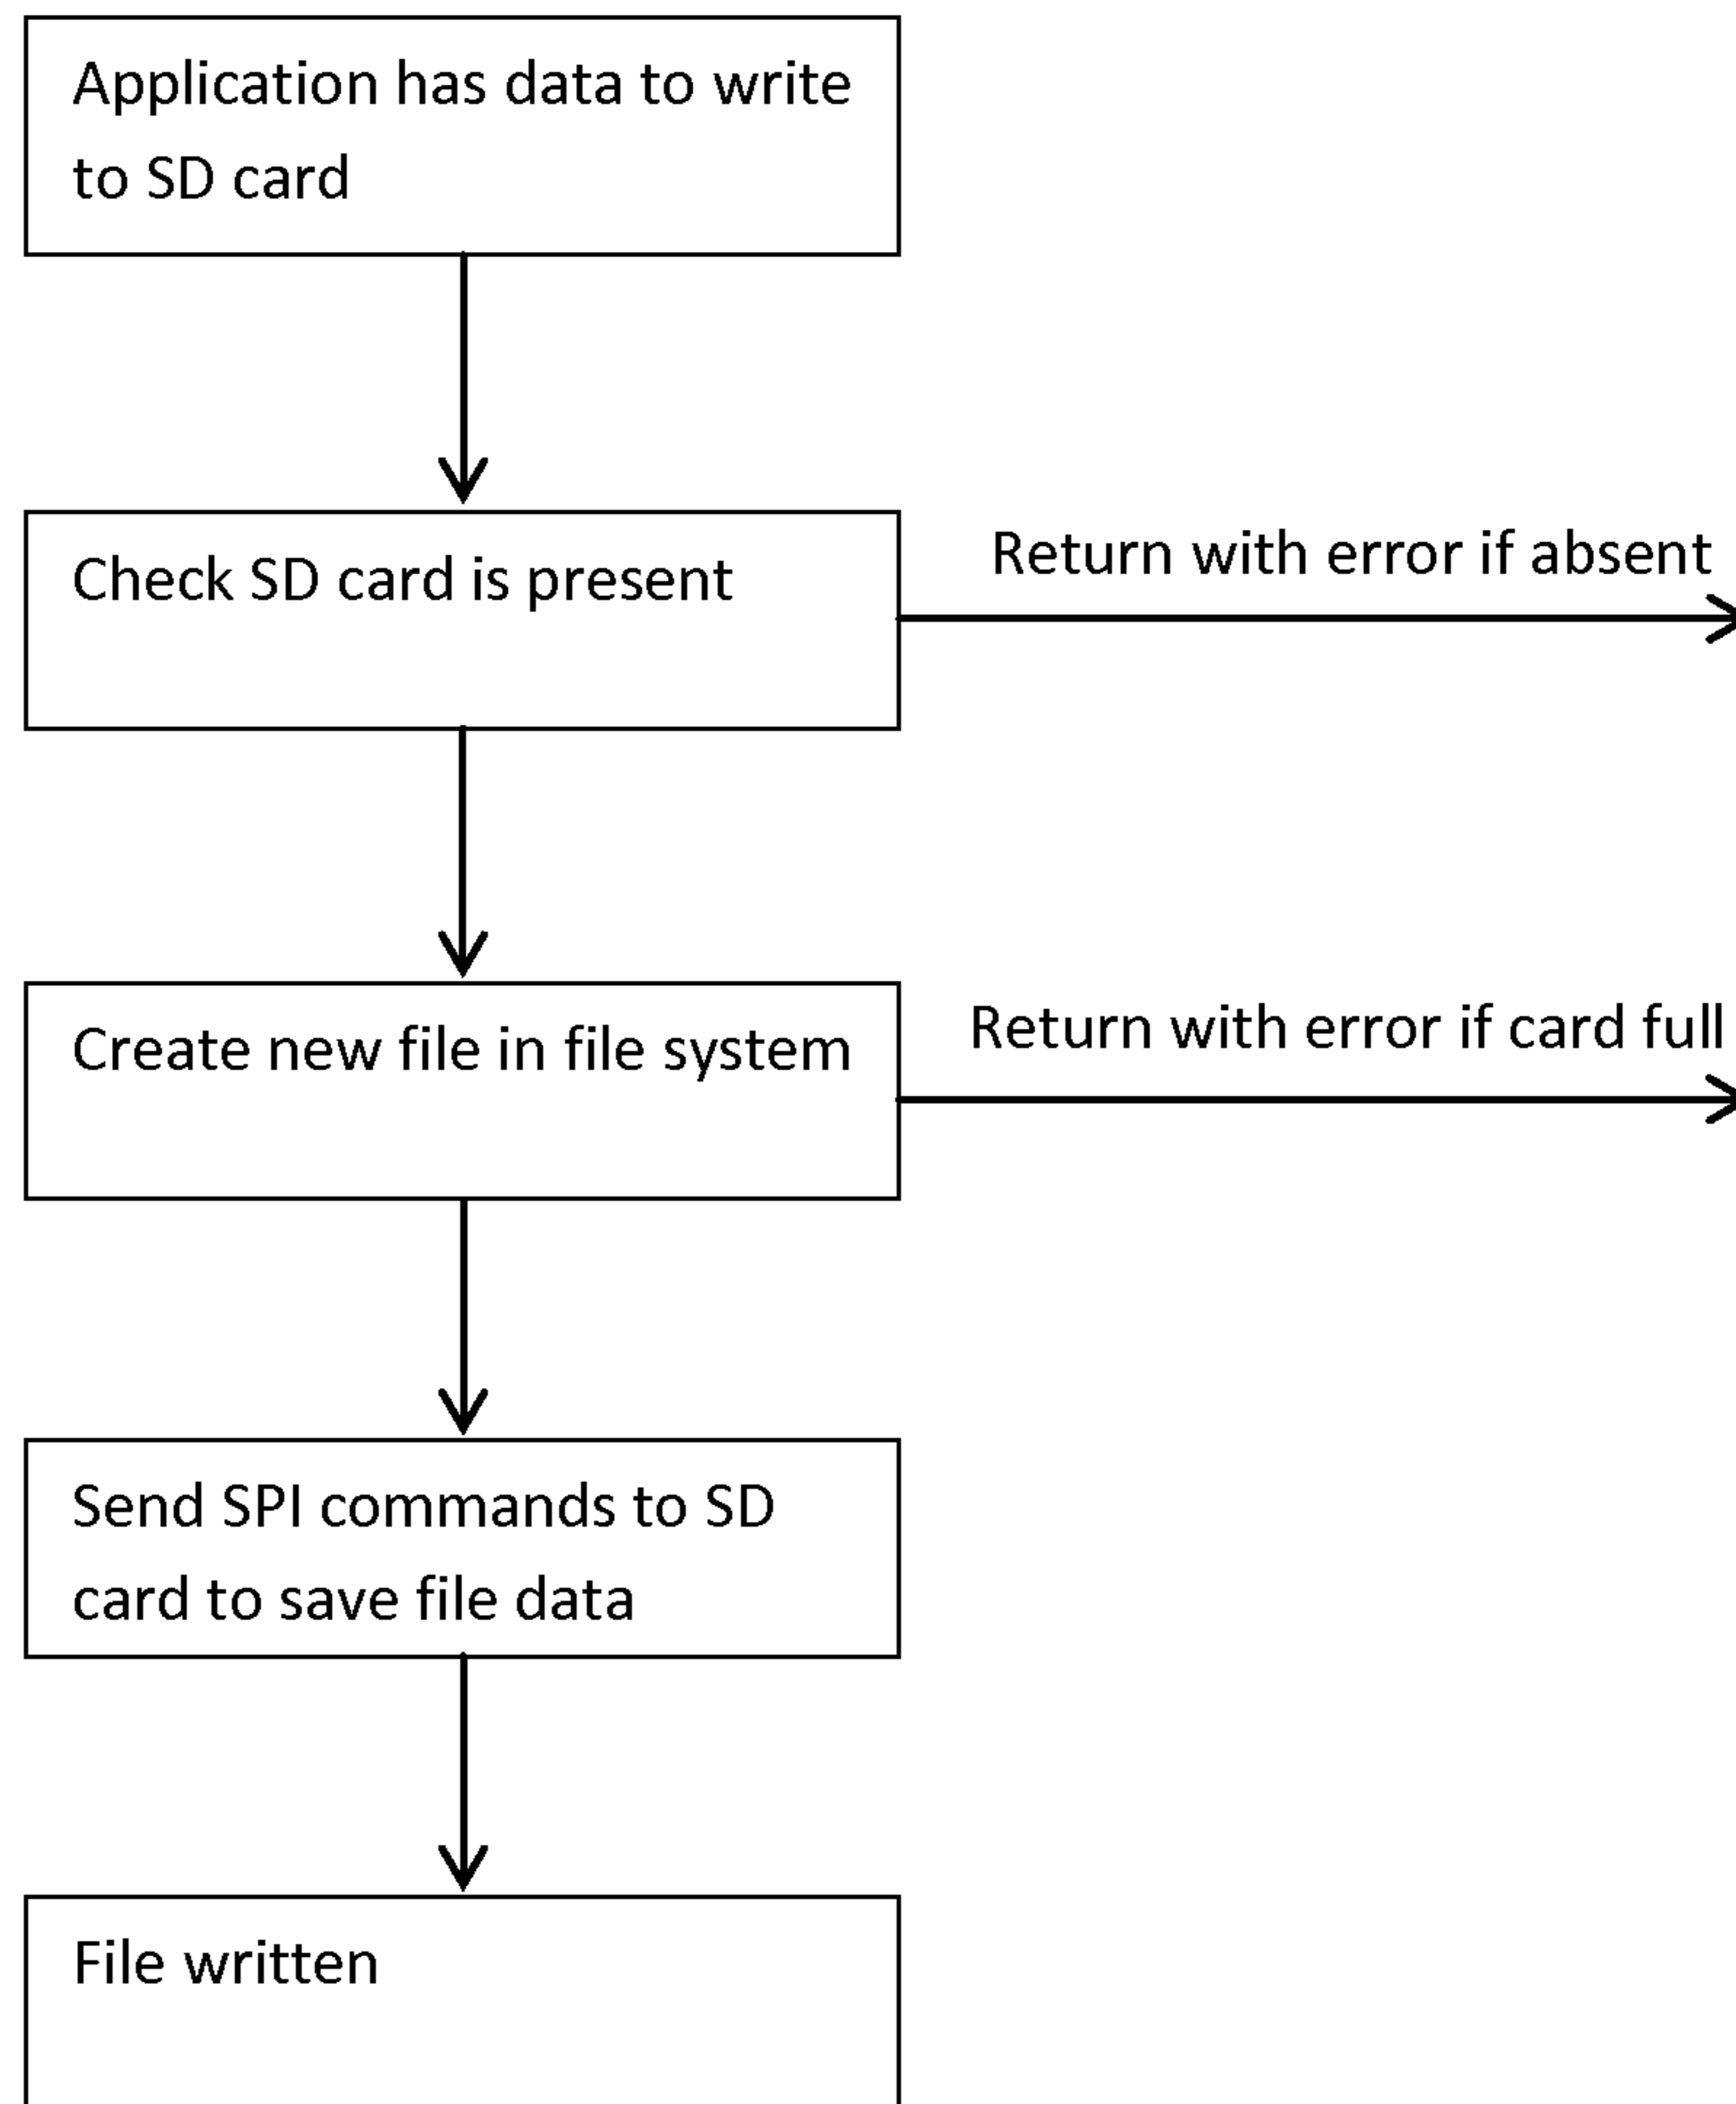 Application has data to write
to SD card
Check SD card is present
Return with error if absent
Create new file in file system
Return with error if card full
Send SPI commands to SD
card to save file data
File written